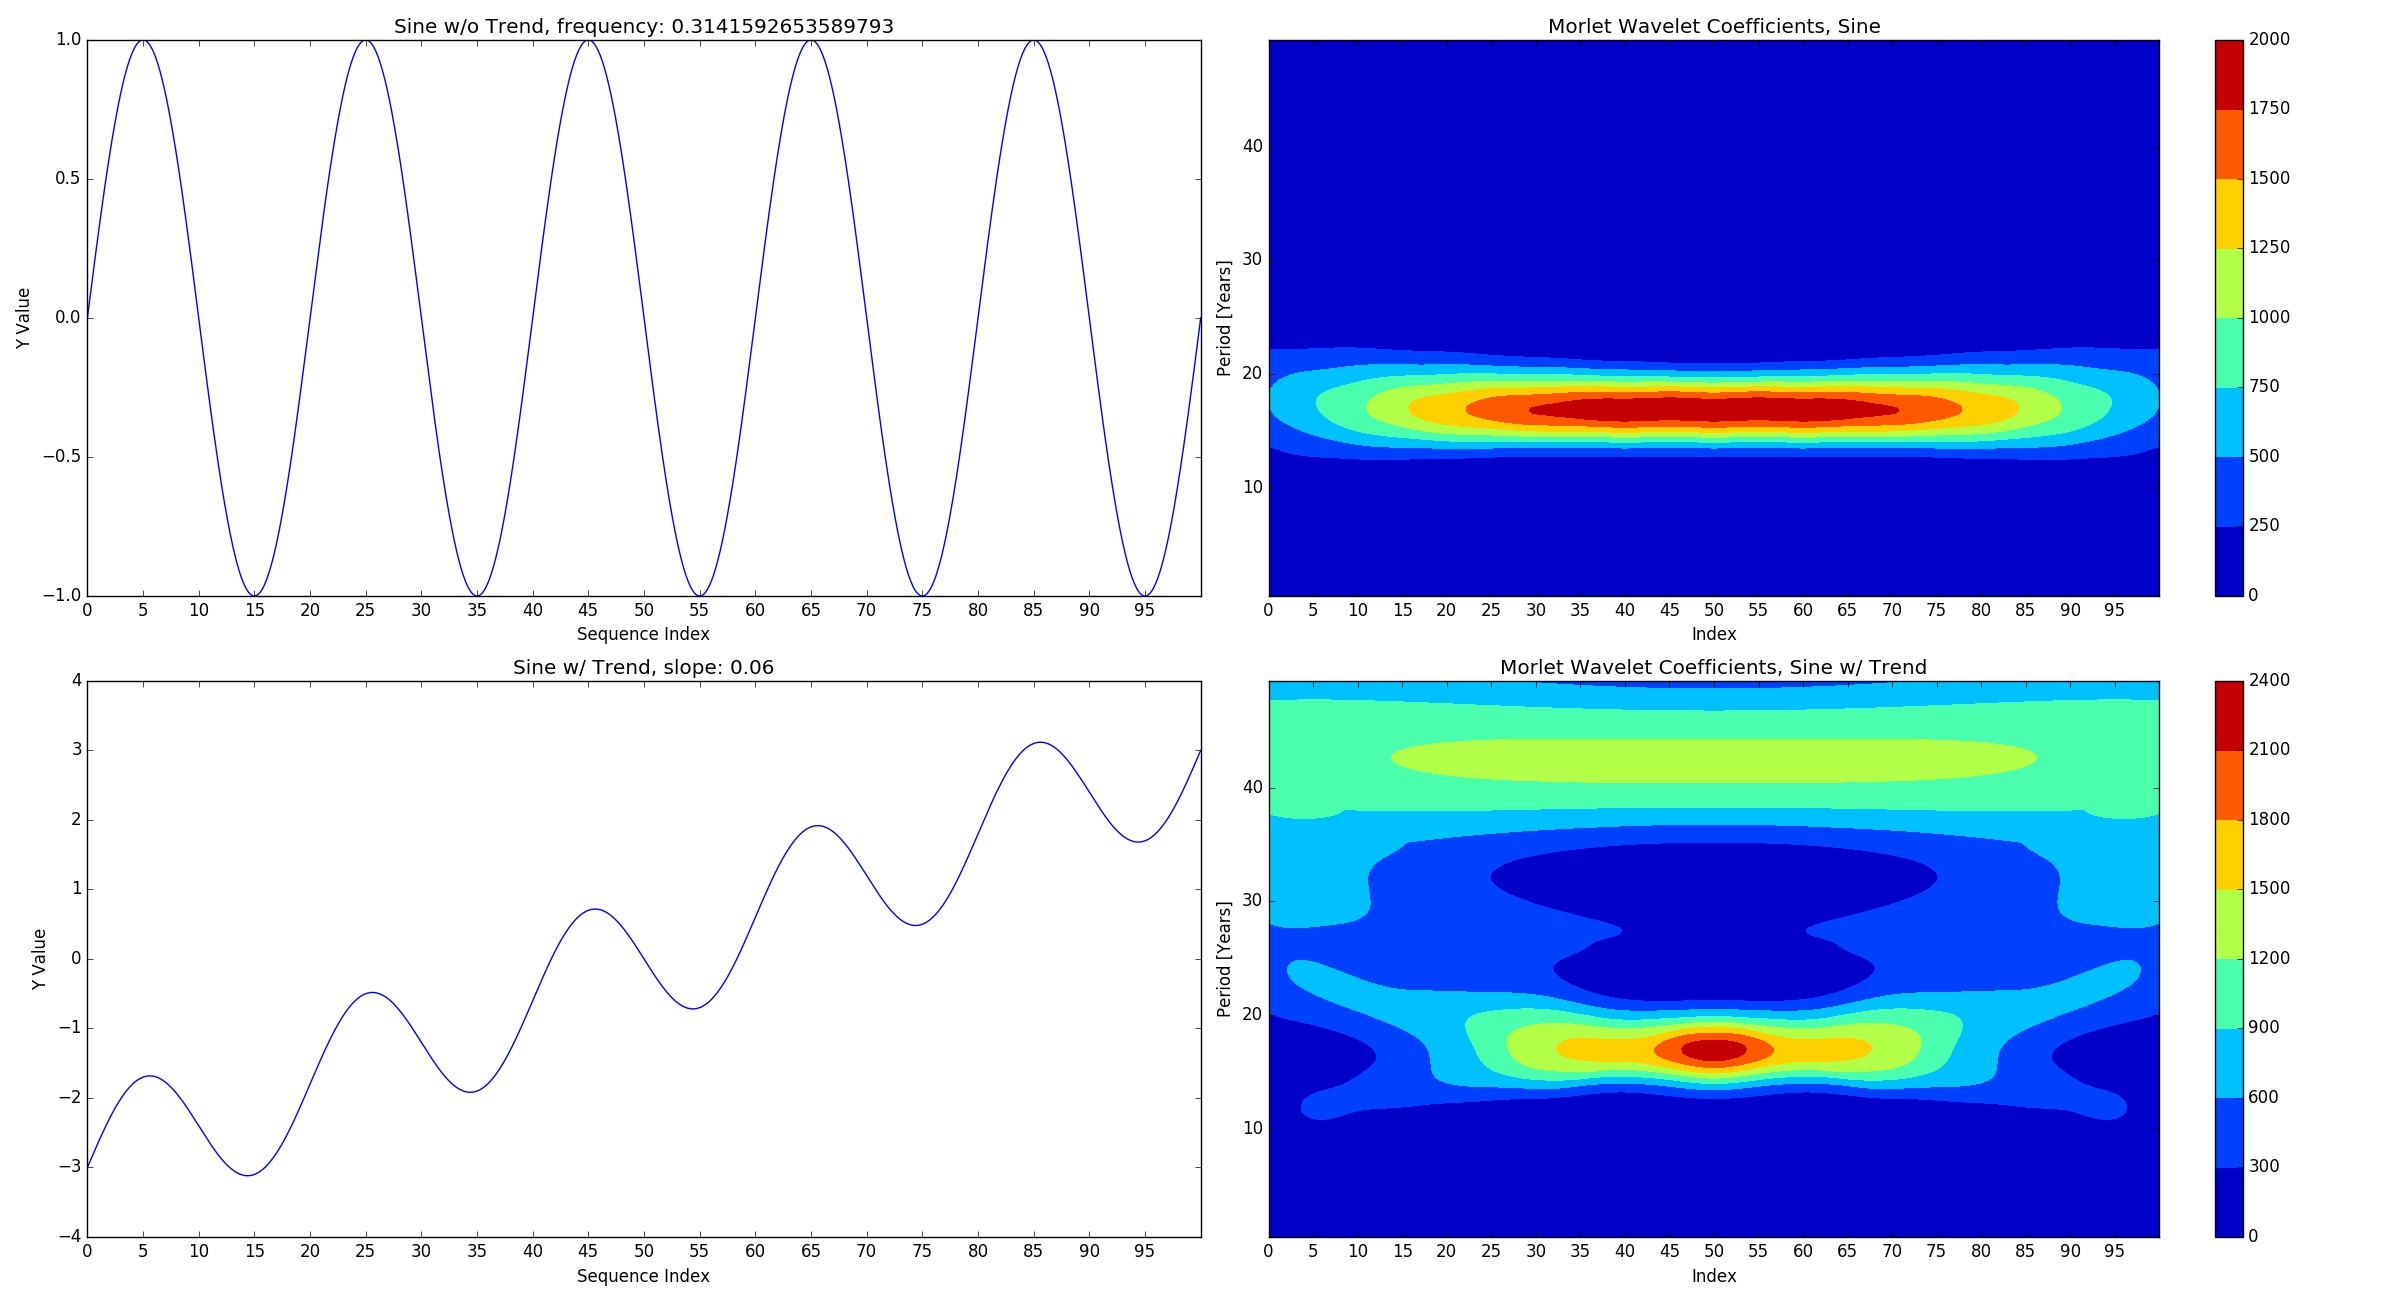 Sine w/o Trend, frequency: 0.3141592653589793
1.0
0.5
0.0
−0.5
−1.0
Y Value
0 5 10 15 20 25 30 35 40 45 50 55 60 65 70 75 80 85 90 95
Sequence Index
Morlet Wavelet Coefficients, Sine
40
30
20
10
Period [Years]
0 5 10 15 20 25 30 35 40 45 50 55 60 65 70 75 80 85 90 95
Index
2000
1750
1500
1250
1000
750
500
250
0
Sine w/ Trend, slope: 0.06
4
3
2
1
0
−1
−2
−3
−4
Y Value
0 5 10 15 20 25 30 35 40 45 50 55 60 65 70 75 80 85 90 95
Sequence Index
Morlet Wavelet Coefficients, Sine w/ Trend
40
30
20
10
Period [Years]
0 5 10 15 20 25 30 35 40 45 50 55 60 65 70 75 80 85 90 95
Index
2400
2100
1800
1500
1200
900
600
300
0